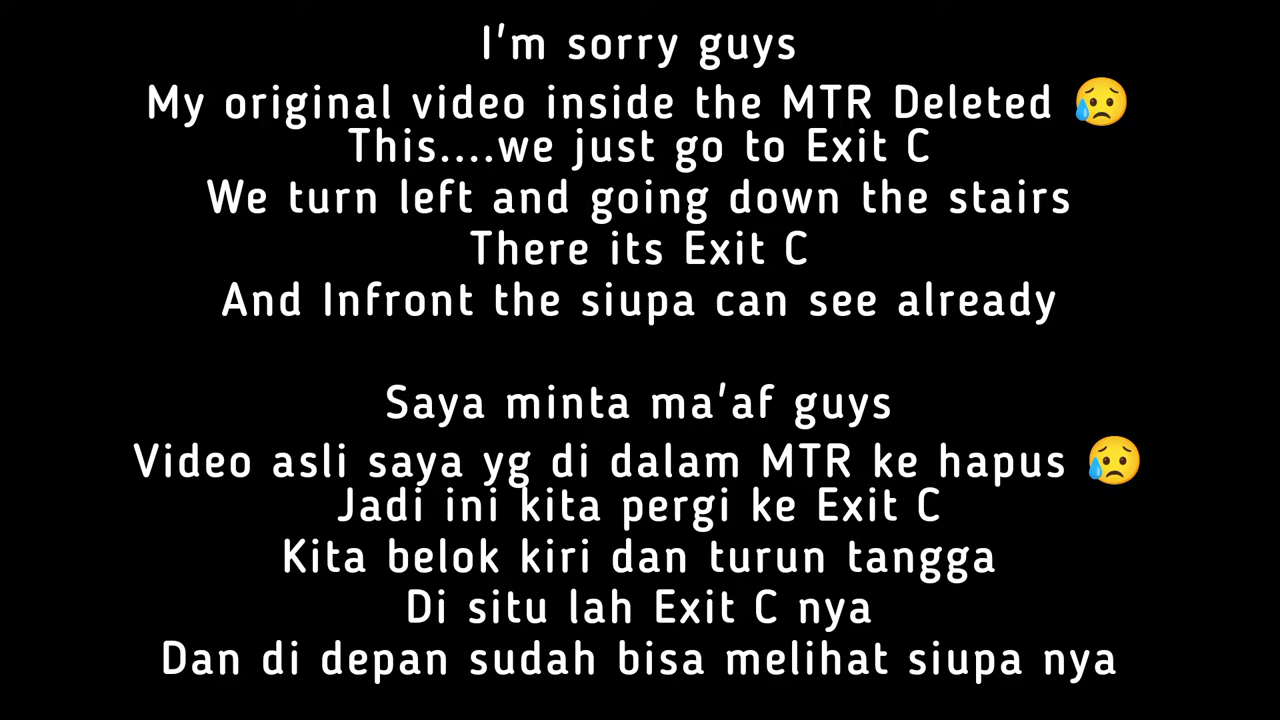 I'm sorry guys
My original video inside the MTR Deleted 😥
This....we just go to Exit C
We turn left and going down the stairs
There its Exit C
And Infront the siupa can see already
Saya minta ma'af guys
Video asli saya yg di dalam MTR ke hapus 😥
Jadi ini kita pergi ke Exit C
Kita belok kiri dan turun tangga
Di situ lah Exit C nya
Dan di depan sudah bisa melihat siupa nya